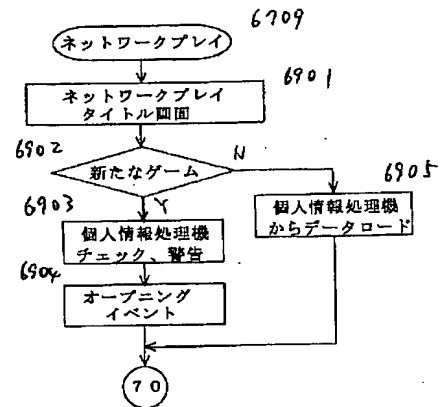 6709
ネットワークプレイ
6901
ネットワークプレイ
タイトル画面
6902
新たなゲーム
N
Y
6905
個人情報処理機
からデータロード
6903
個人情報処理機
チェック、警告
6904
オープニング
イベント
70